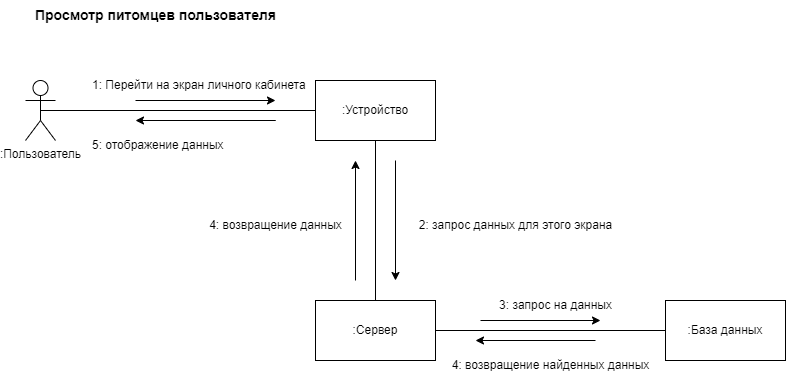 Просмотр питомцев пользователя
1: Перейти на экран личного кабинета
:Устройство
5: отображение данных
:Пользователь
4: возвращение данных
2: запрос данных для этого экрана
3: запрос на данных
:Сервер
:База данных
4: возвращение найденных данных